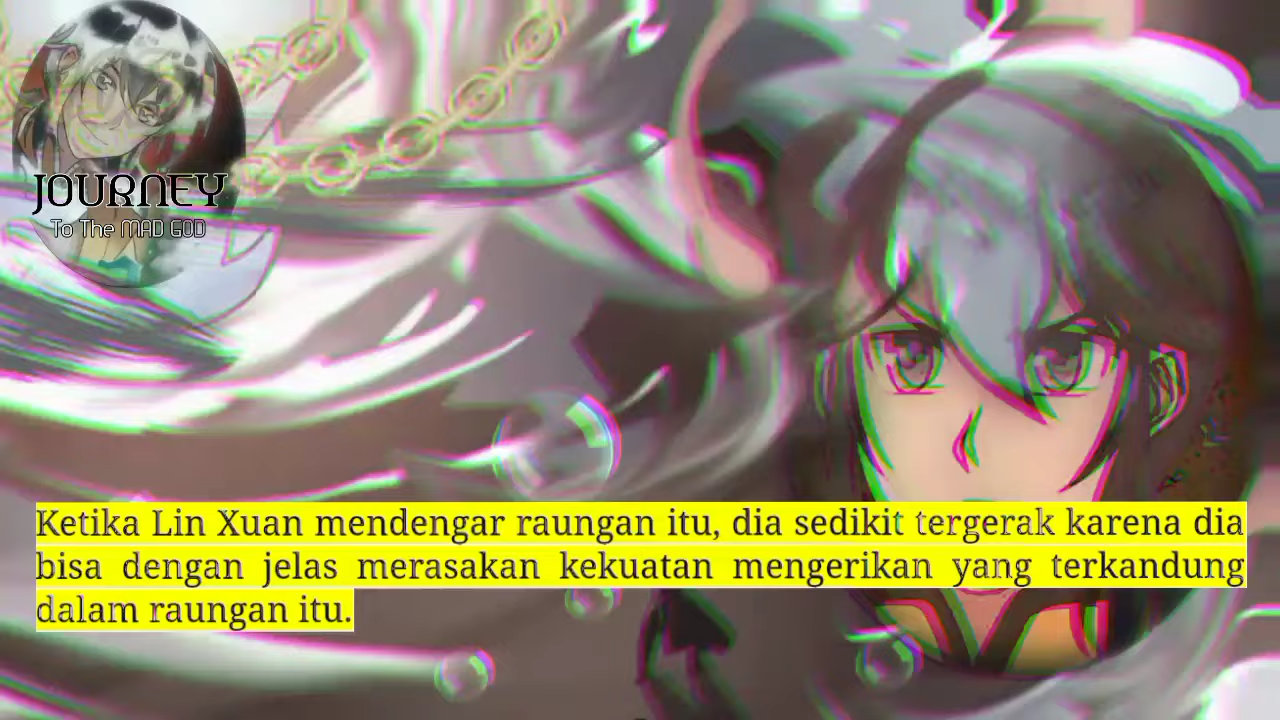 JOURNEY
To The MAD GOD
Ketika Lin Xuan mendengar raungan itu, dia sedikit tergerak karena dia
bisa dengan jelas merasakan kekuatan mengerikan yang terkandung
dalam raungan itu.